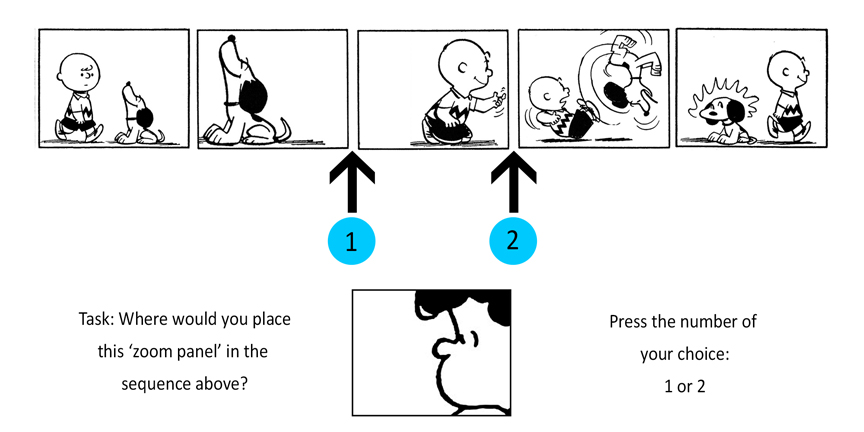 1
2
Task: Where would you place
this ‘zoom panel’ in the
sequence above?
Press the number of
your choice:
1 or 2